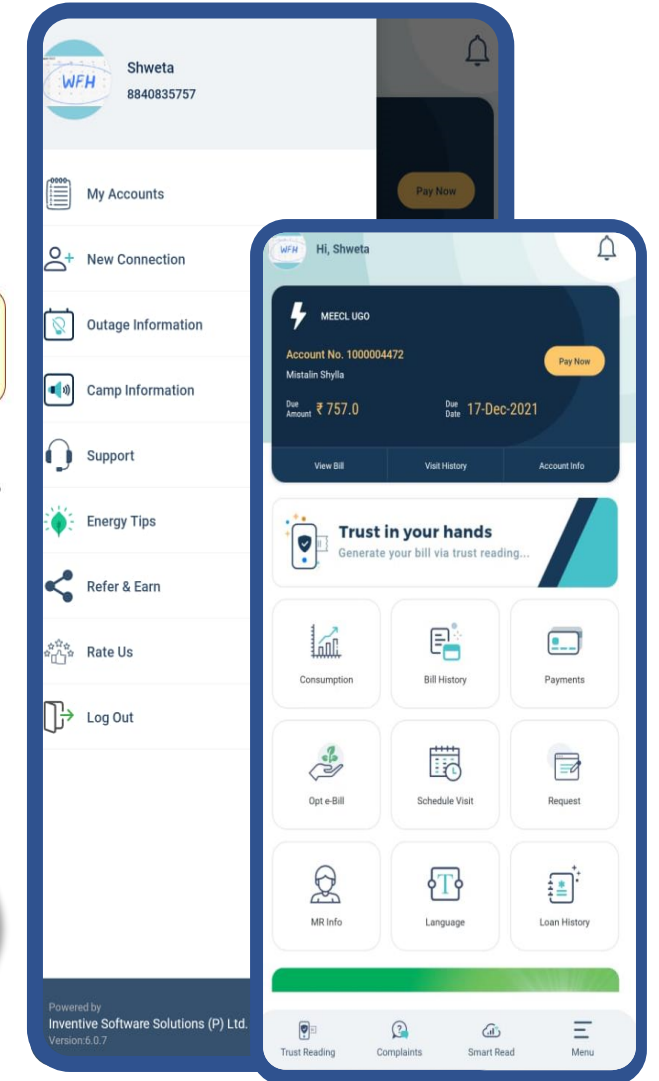 WFH
Shweta
8840835757
My Accounts
New Connection
Outage Information
Camp Information
Support
Energy Tips
Refer & Earn
Rate Us
Log Out
Powered by
Inventive Software Solutions (P) Ltd.
Version:6.0.7
Pay Now
WFH
Hi, Shweta
MEECL UGO
Account No. 1000004472
Mistalin Shylla
Pay Now
Due Amount ₹ 757.0
Due Date 17-Dec-2021
View Bill Visit History Account Info
Trust in your hands
Generate your bill via trust reading...
Consumption Bill History Payments
Opt e-Bill Schedule Visit Request
MR Info Language Loan History
Trust Reading Complaints Smart Read Menu